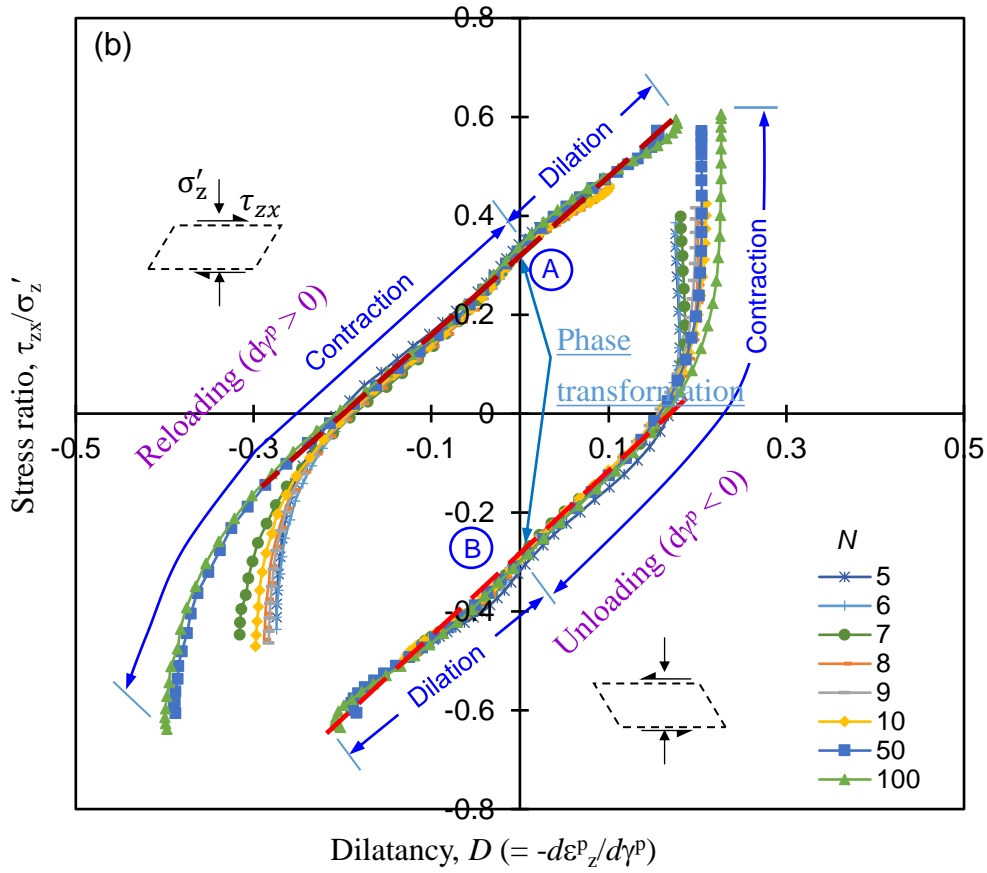 (b)
0.8
0.6
0.4
0.2
0
-0.2
-0.4
-0.6
-0.8
-0.5
-0.3
-0.1
0.1
0.3
0.5
Stress ratio, τzx/σz′
Dilatancy, D (= -dεᵖz/dγᵖ)
σz′
τzx
Dilation
Contraction
Reloading (dγᵖ > 0)
A
Phase
transformation
Contraction
B
Unloading (dγᵖ < 0)
Dilation
N
5
6
7
8
9
10
50
100